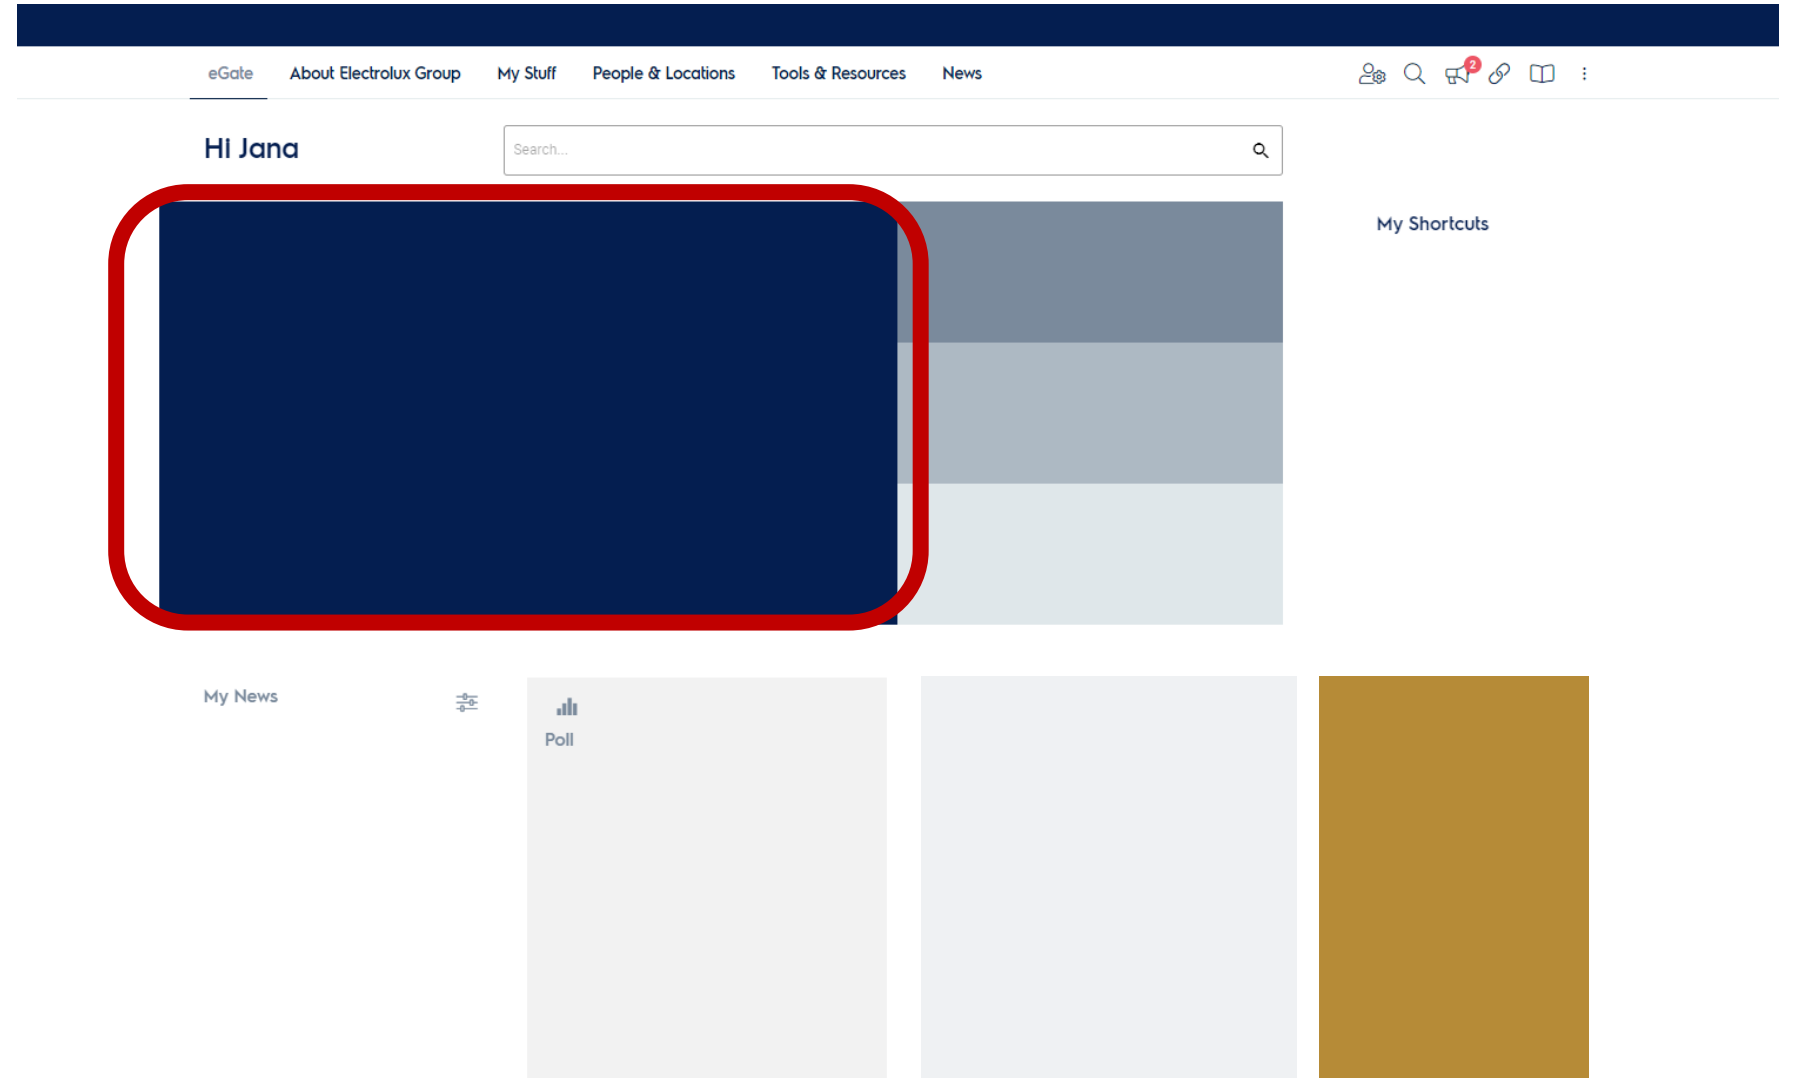 eGate About Electrolux Group My Stuff People & Locations Tools & Resources News 2
Hi Jana Search...
My Shortcuts
My News
Poll